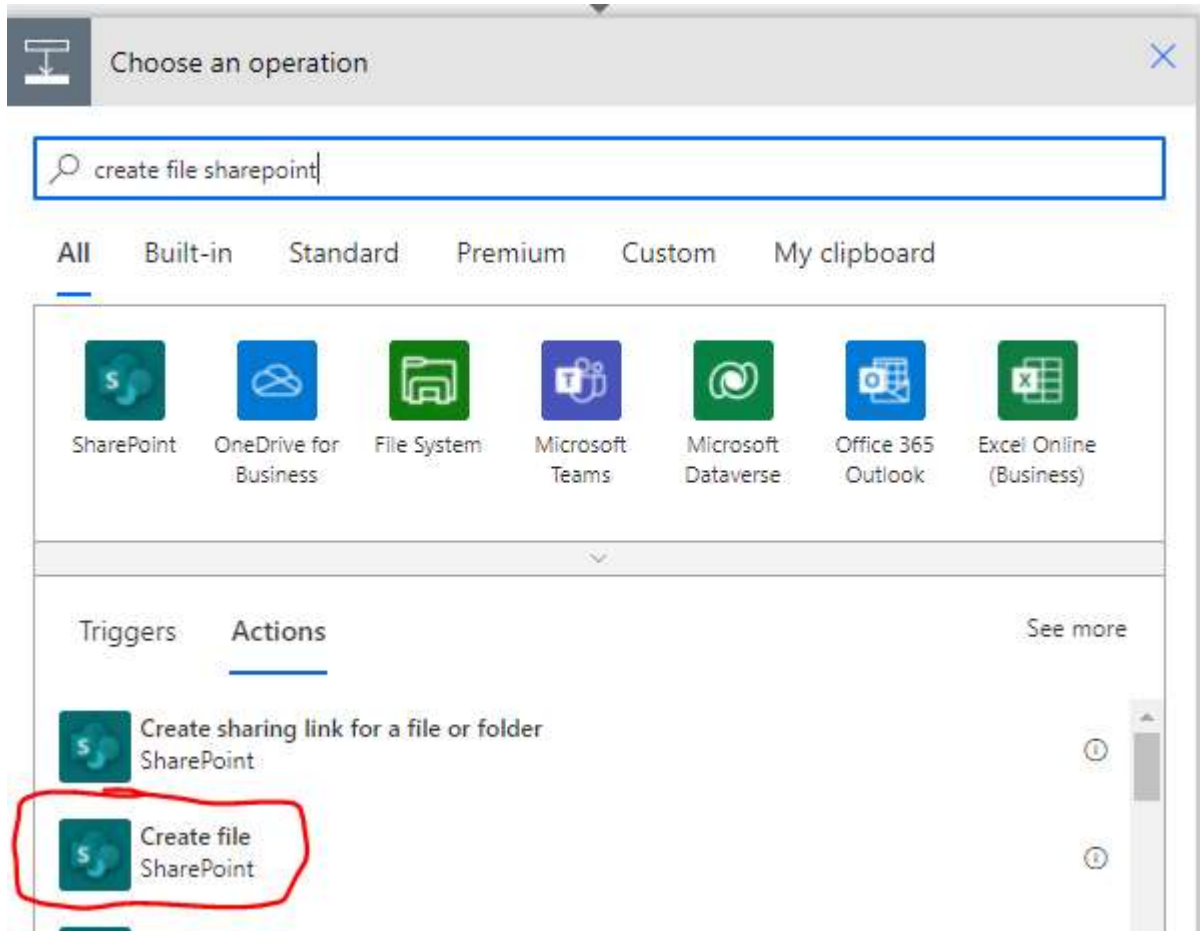 Choose an operation
create file sharepoint
All Built-in Standard Premium Custom My clipboard
SharePoint OneDrive for Business File System Microsoft Teams Microsoft Dataverse Office 365 Outlook Excel Online (Business)
Triggers Actions See more
Create sharing link for a file or folder
SharePoint
Create file
SharePoint